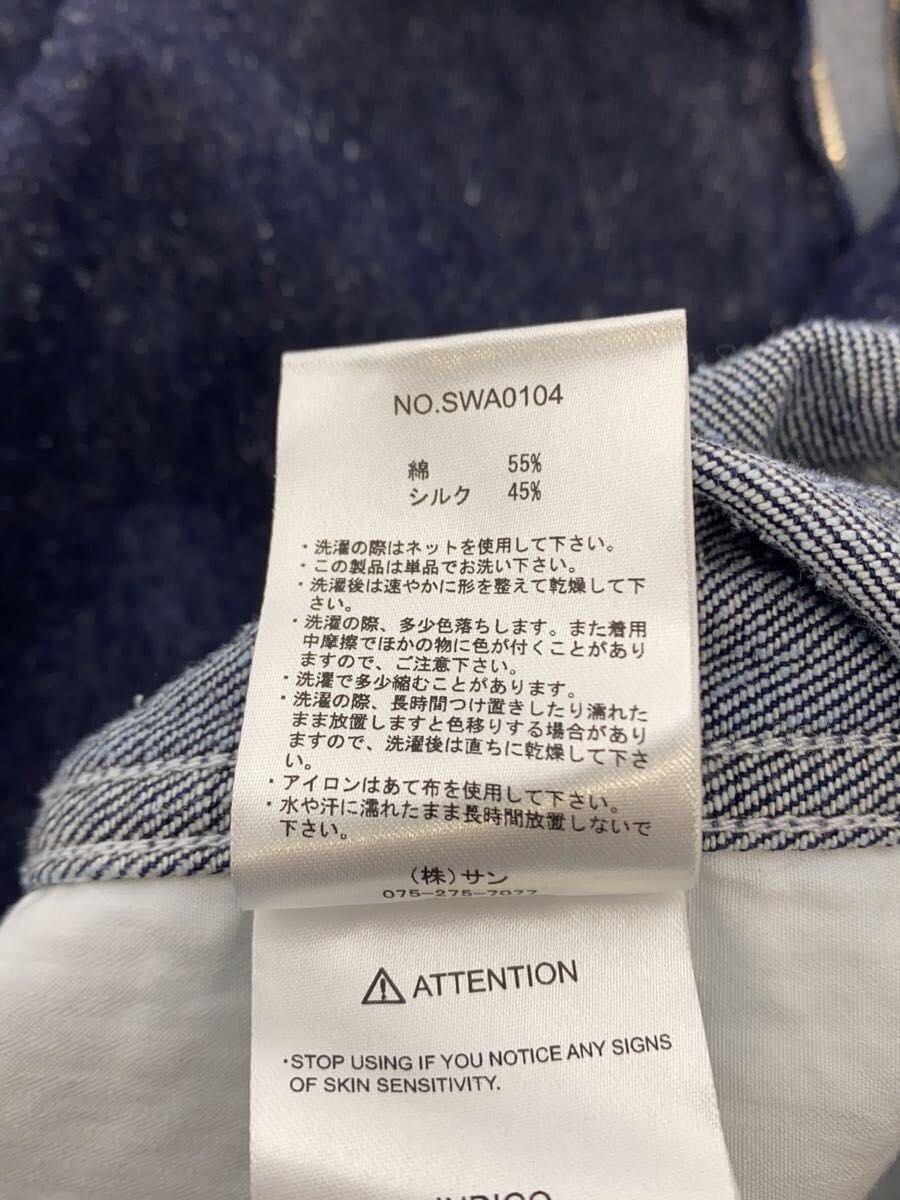 NO.SWA0104
綿 55%
シルク 45%
・洗濯の際はネットを使用して下さい。
・この製品は単品でお洗い下さい。
・洗濯後は速やかに形を整えて乾燥して下
さい。
・洗濯の際、多少色落ちします。また着用
中摩擦でほかの物に色が付くことがあり
ますので、ご注意下さい。
・洗濯で多少縮むことがあります。
・洗濯の際、長時間つけ置きしたり濡れた
まま放置しますと色移りする場合があり
ますので、洗濯後は直ちに乾燥して下さ
い。
・アイロンはあて布を使用して下さい。
・水や汗に濡れたまま長時間放置しないで
下さい。
(株)サン
075-275-7077
⚠ ATTENTION
・STOP USING IF YOU NOTICE ANY SIGNS
OF SKIN SENSITIVITY.